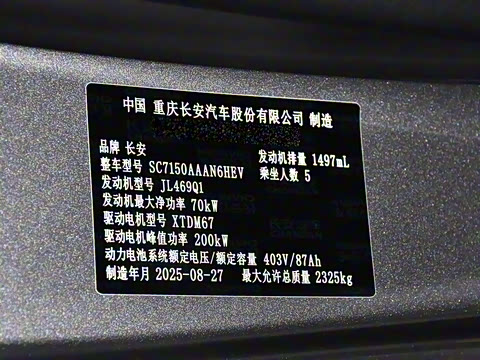 中国 重庆长安汽车股份有限公司 制造
品牌 长安
整车型号 SC7150AAAN6HEV
发动机排量 1497mL
发动机型号 JL469Q1
乘坐人数 5
发动机最大净功率 70kW
驱动电机型号 XTDM67
驱动电机峰值功率 200kW
动力电池系统额定电压/额定容量 403V/87Ah
制造年月 2025-08-27 最大允许总质量 2325kg